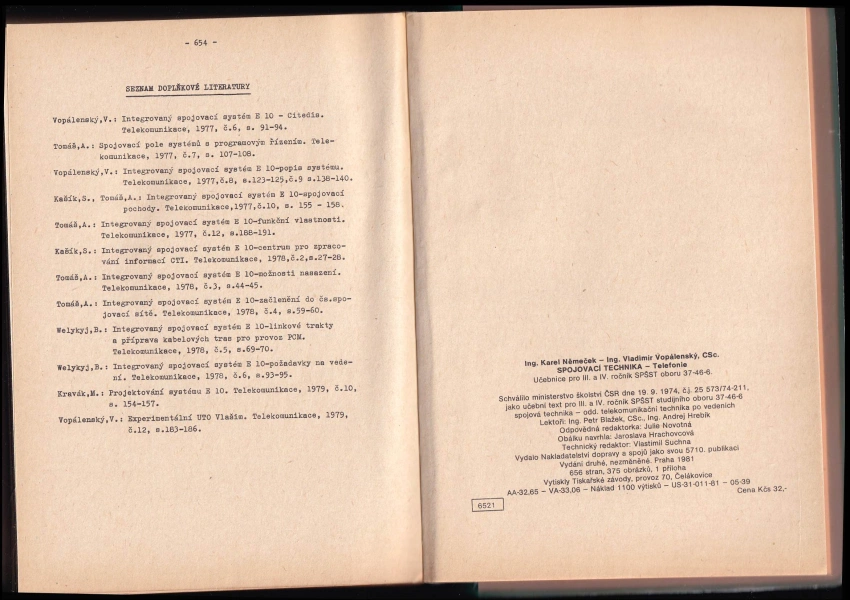 - 654 -
SEZNAM DOPLŇKOVÉ LITERATURY
Vopálenský,V.: Integrovaný spojovací systém E 10 - Citedis.
Telekomunikace, 1977, č.6, s. 91-94.
Tomáš,A.: Spojovací pole systémů s programovým řízením. Tele-
komunikace, 1977, č.7, s. 107-108.
Vopálenský,V.: Integrovaný spojovací systém E 10-popis systému.
Telekomunikace, 1977,č.8, s.123-125,č.9 s.138-140.
Kačík,S., Tomáš,A.: Integrovaný spojovací systém E 10-spojovací
pochody. Telekomunikace,1977,č.10, s. 155 - 158.
Tomáš,A.: Integrovaný spojovací systém E 10-funkční vlastnosti.
Telekomunikace, 1977, č.12, s.188-191.
Kačík,S.: Integrovaný spojovací systém E 10-centrum pro zpraco-
vání informací CTI. Telekomunikace, 1978,č.2,s.27-28.
Tomáš,A.: Integrovaný spojovací systém E 10-možnosti nasazení.
Telekomunikace, 1978, č.3, s.44-45.
Tomáš,A.: Integrovaný spojovací systém E 10-začlenění do čs.spo-
jovací sítě. Telekomunikace, 1978, č.4, s.59-60.
Welykyj,B.: Integrovaný spojovací systém E 10-linkové trakty
a příprava kabelových tras pro provoz PCM.
Telekomunikace, 1978, č.5, s.69-70.
Welykyj,B.: Integrovaný spojovací systém E 10-požadavky na vede-
ní. Telekomunikace, 1978, č.6, s.93-95.
Kravák,M.: Projektování systému E 10. Telekomunikace, 1979, č.10,
s. 154-157.
Vopálenský,V.: Experimentální UTO Vlašim. Telekomunikace, 1979,
č.12, s.183-186.
Ing. Karel Němeček – Ing. Vladimír Vopálenský, CSc.
SPOJOVACÍ TECHNIKA – Telefonie
Učebnice pro III. a IV. ročník SPŠST oboru 37-46-6.
Schválilo ministerstvo školství ČSR dne 19. 9. 1974, č.j. 25 573/74-211,
jako učební text pro III. a IV. ročník SPŠST studijního oboru 37-46-6
spojová technika – odd. telekomunikační technika po vedeních
Lektoři: Ing. Petr Blažek, CSc., Ing. Andrej Hrebík
Odpovědná redaktorka: Julie Novotná
Obálku navrhla: Jaroslava Hrachovcová
Technický redaktor: Vlastimil Suchna
Vydalo Nakladatelství dopravy a spojů jako svou 5710. publikaci
Vydání druhé, nezměněné. Praha 1981
656 stran, 375 obrázků, 1 příloha
Vytiskly Tiskařské závody, provoz 70, Čelákovice
AA-32,65 – VA-33,06 – Náklad 1100 výtisků – US-31-011-81 – 05-39
Cena Kčs 32,-
6521